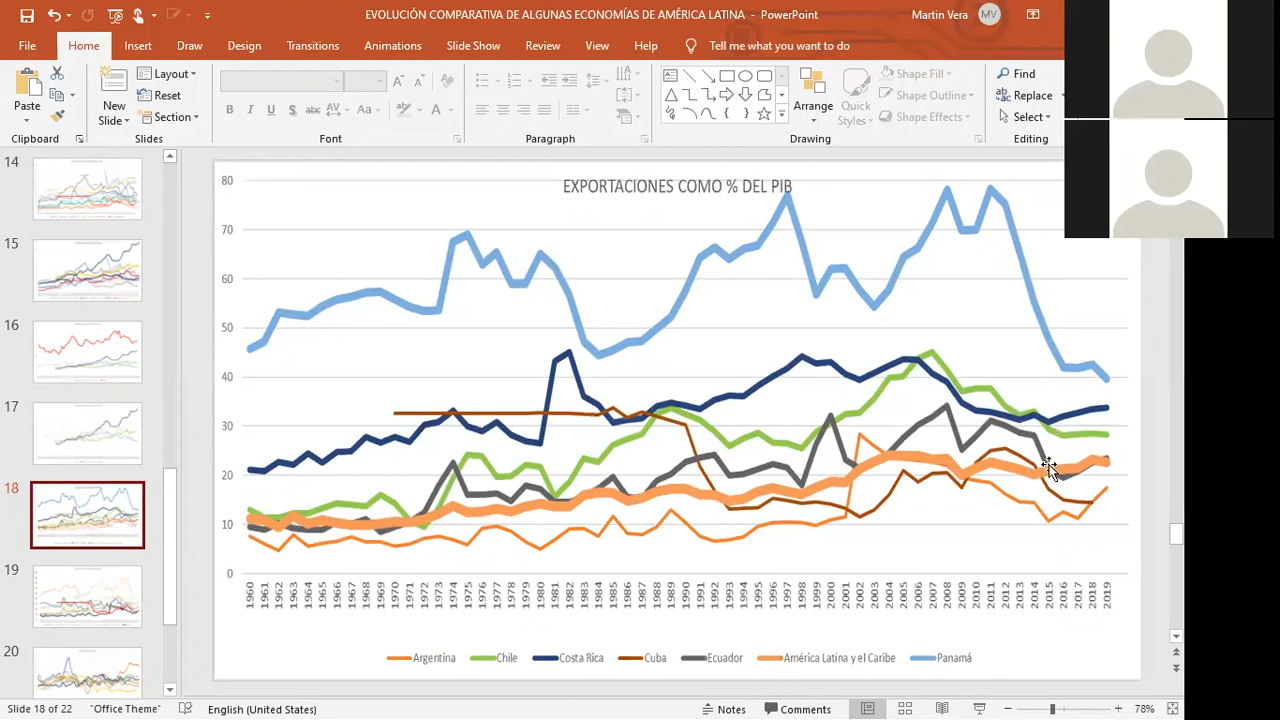 EVOLUCIÓN COMPARATIVA DE ALGUNAS ECONOMÍAS DE AMÉRICA LATINA - PowerPoint
Martin Vera MV
File Home Insert Draw Design Transitions Animations Slide Show Review View Help Tell me what you want to do
Paste
New Slide
Layout
Reset
Section
B I U S abc AV Aa A
Arrange
Quick Styles
Shape Fill
Shape Outline
Shape Effects
Find
Replace
Select
Clipboard Slides Font Paragraph Drawing Editing
14
15
16
17
18
19
20
EXPORTACIONES COMO % DEL PIB
80
70
60
50
40
30
20
10
0
1960 1961 1962 1963 1964 1965 1966 1967 1968 1969 1970 1971 1972 1973 1974 1975 1976 1977 1978 1979 1980 1981 1982 1983 1984 1985 1986 1987 1988 1989 1990 1991 1992 1993 1994 1995 1996 1997 1998 1999 2000 2001 2002 2003 2004 2005 2006 2007 2008 2009 2010 2011 2012 2013 2014 2015 2016 2017 2018 2019
Argentina Chile Costa Rica Cuba Ecuador América Latina y el Caribe Panamá
Slide 18 of 22 "Office Theme" English (United States) Notes Comments 78%